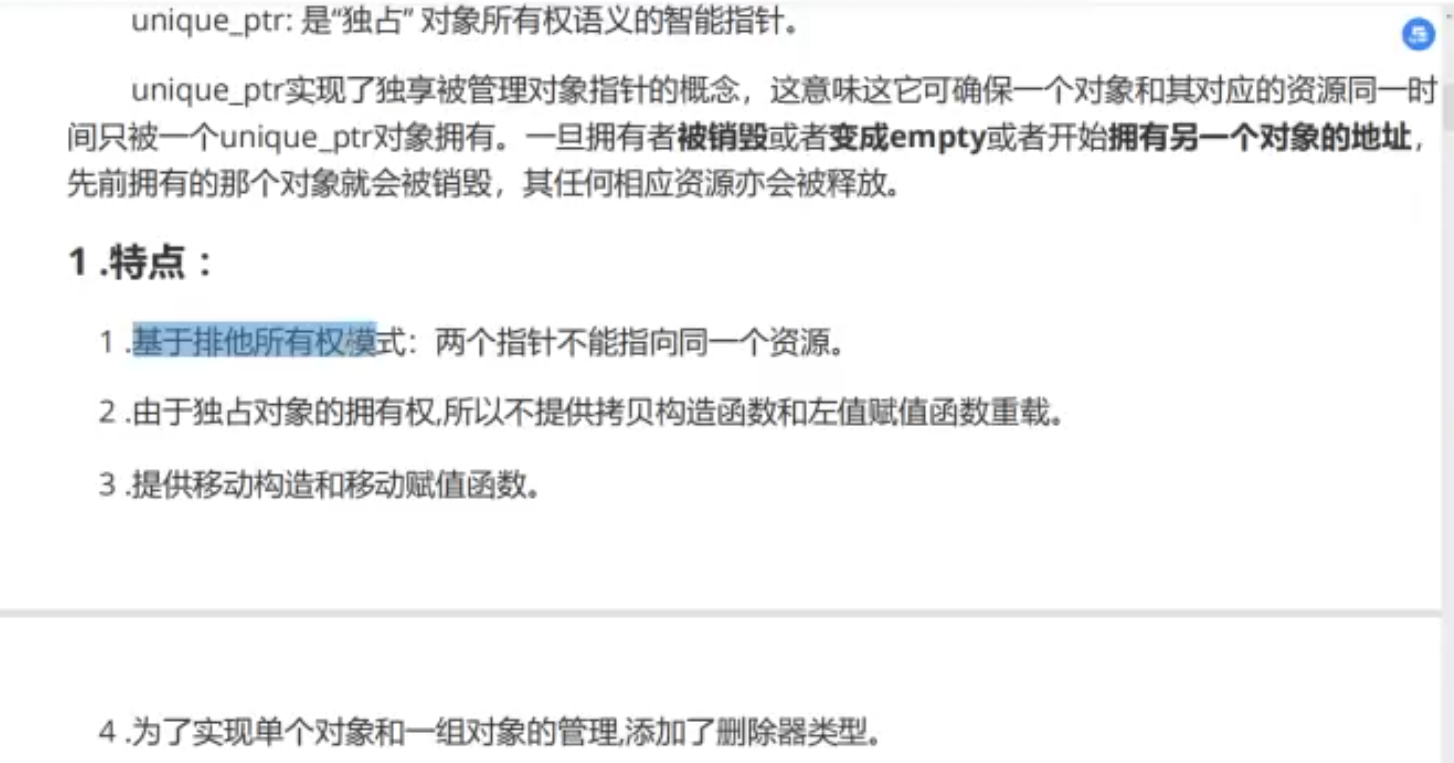 unique_ptr: 是“独占” 对象所有权语义的智能指针。
unique_ptr实现了独享被管理对象指针的概念，这意味这它可确保一个对象和其对应的资源同一时
间只被一个unique_ptr对象拥有。一旦拥有者被销毁或者变成empty或者开始拥有另一个对象的地址，
先前拥有的那个对象就会被销毁，其任何相应资源亦会被释放。
1 .特点：
1 .基于排他所有权模式：两个指针不能指向同一个资源。
2 .由于独占对象的拥有权,所以不提供拷贝构造函数和左值赋值函数重载。
3 .提供移动构造和移动赋值函数。
4 .为了实现单个对象和一组对象的管理,添加了删除器类型。